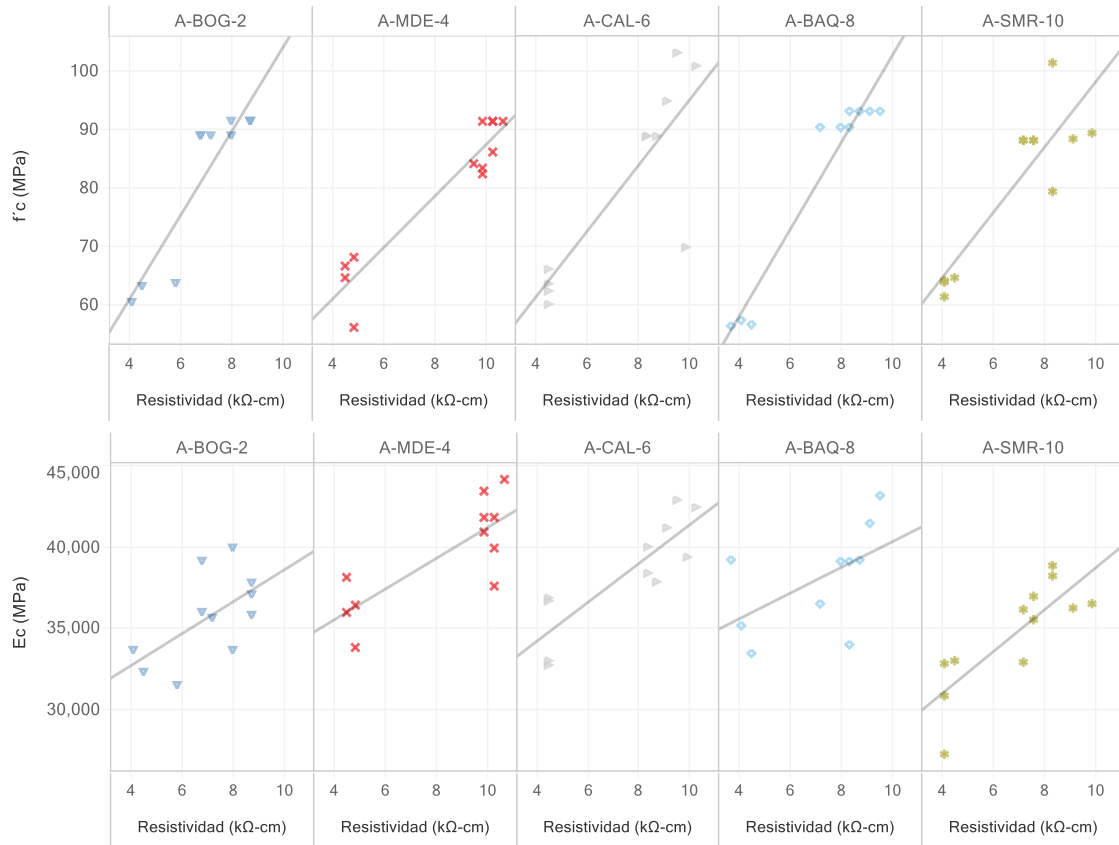 A-BOG-2 A-MDE-4 A-CAL-6 A-BAQ-8 A-SMR-10
100
90
80
70
60
f´c (MPa)
4 6 8 10 4 6 8 10 4 6 8 10 4 6 8 10 4 6 8 10
Resistividad (kΩ-cm) Resistividad (kΩ-cm) Resistividad (kΩ-cm) Resistividad (kΩ-cm) Resistividad (kΩ-cm)
A-BOG-2 A-MDE-4 A-CAL-6 A-BAQ-8 A-SMR-10
45,000
40,000
35,000
30,000
Ec (MPa)
4 6 8 10 4 6 8 10 4 6 8 10 4 6 8 10 4 6 8 10
Resistividad (kΩ-cm) Resistividad (kΩ-cm) Resistividad (kΩ-cm) Resistividad (kΩ-cm) Resistividad (kΩ-cm)